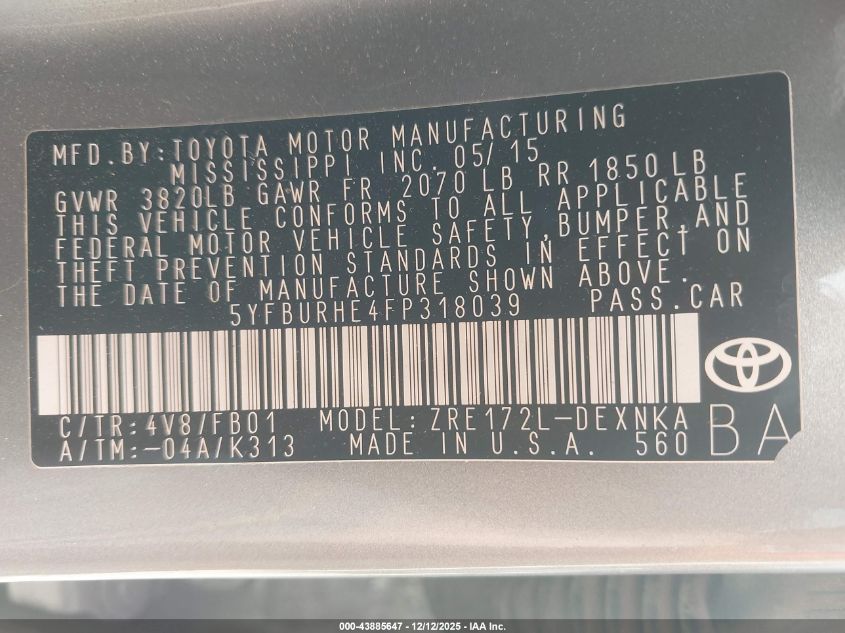 MFD.BY:TOYOTA MOTOR MANUFACTURING
MISSISSIPPI INC. 05/15
GVWR 3820LB GAWR FR 2070 LB RR 1850 LB
THIS VEHICLE CONFORMS TO ALL APPLICABLE
FEDERAL MOTOR VEHICLE SAFETY,BUMPER,AND
THEFT PREVENTION STANDARDS IN EFFECT ON
THE DATE OF MANUFACTURE SHOWN ABOVE.
5YFBURHE4FP318039 PASS.CAR
C/TR:4V8/FB01 MODEL:ZRE172L-DEXNKA
A/TM:-04A/K313 MADE IN U.S.A. 560
BA
000-43885647 - 12/12/2025 - IAA Inc.